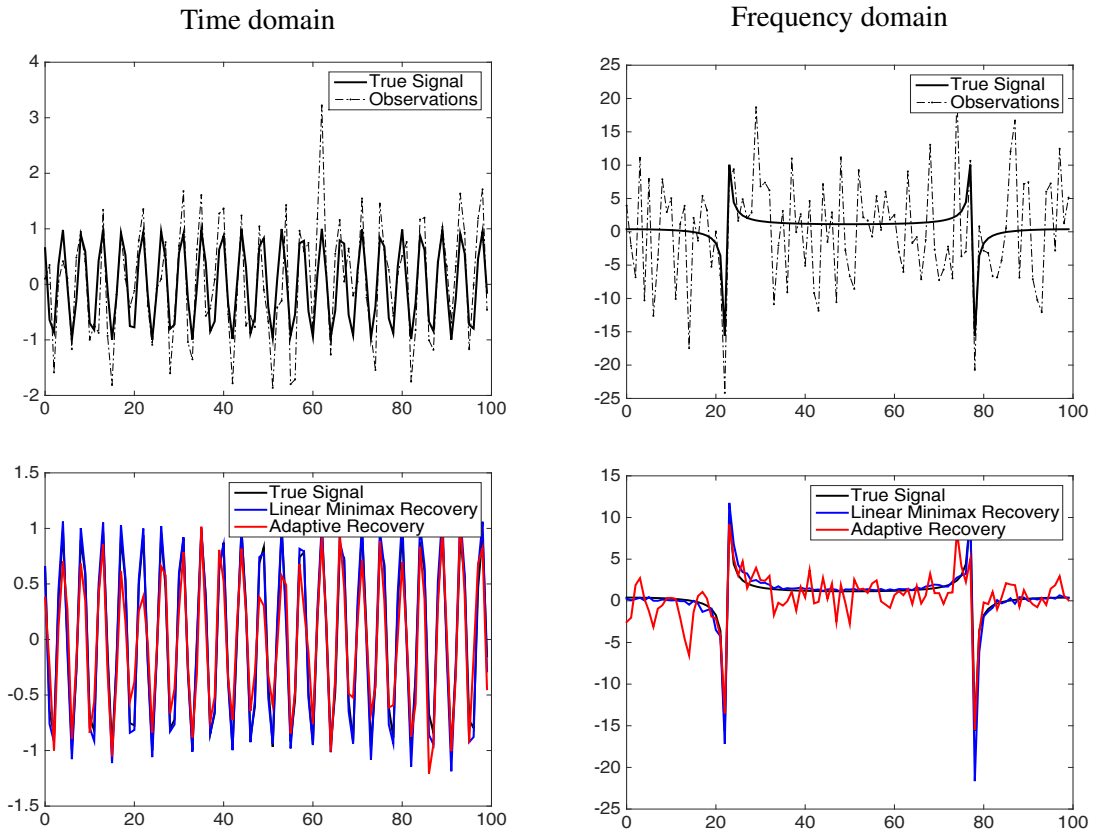 Time domain
Frequency domain
4
3
2
1
0
-1
-2
0 20 40 60 80 100
True Signal
Observations
25
20
15
10
5
0
-5
-10
-15
-20
-25
0 20 40 60 80 100
True Signal
Observations
1.5
1
0.5
0
-0.5
-1
-1.5
0 20 40 60 80 100
True Signal
Linear Minimax Recovery
Adaptive Recovery
15
10
5
0
-5
-10
-15
-20
-25
0 20 40 60 80 100
True Signal
Linear Minimax Recovery
Adaptive Recovery